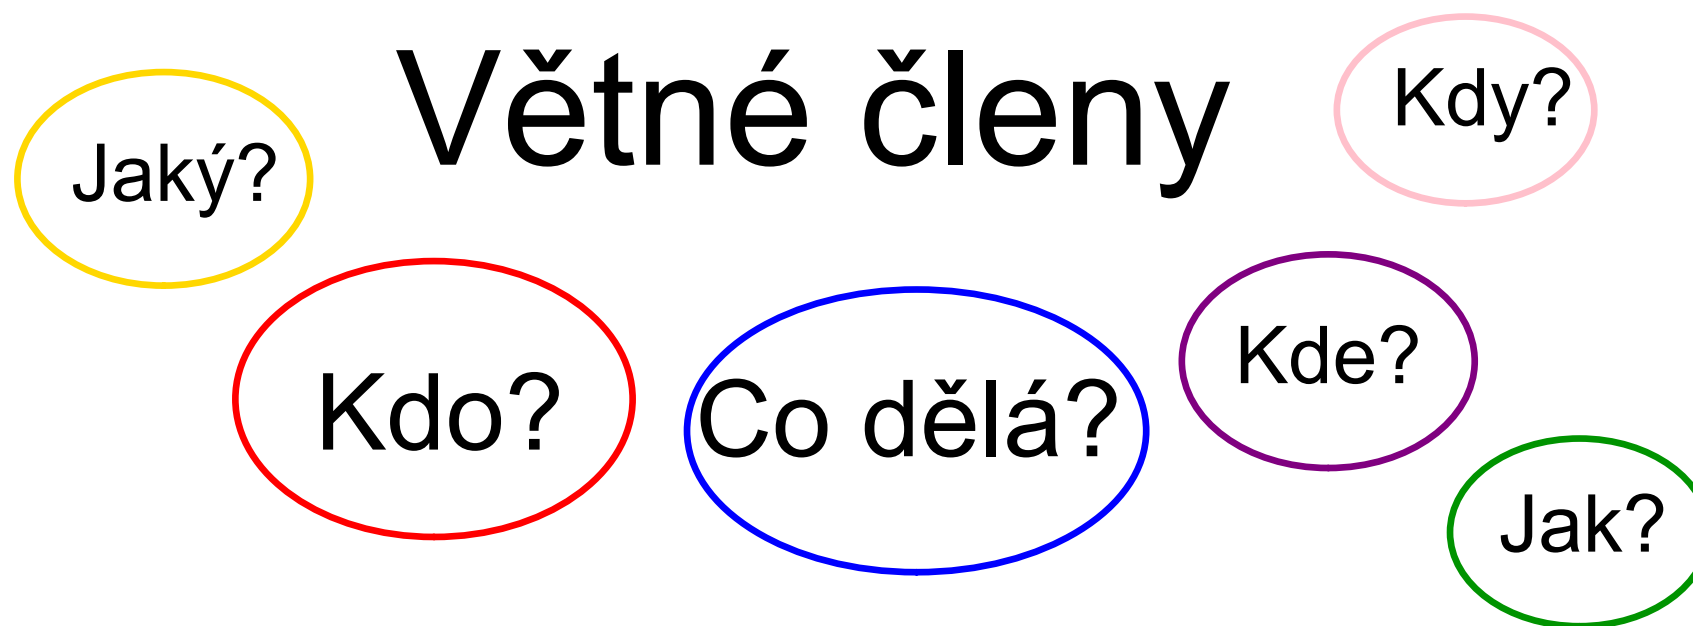 Větné členy
Kdy?
Jaký?
Kdo?
Co dělá?
Kde?
Jak?